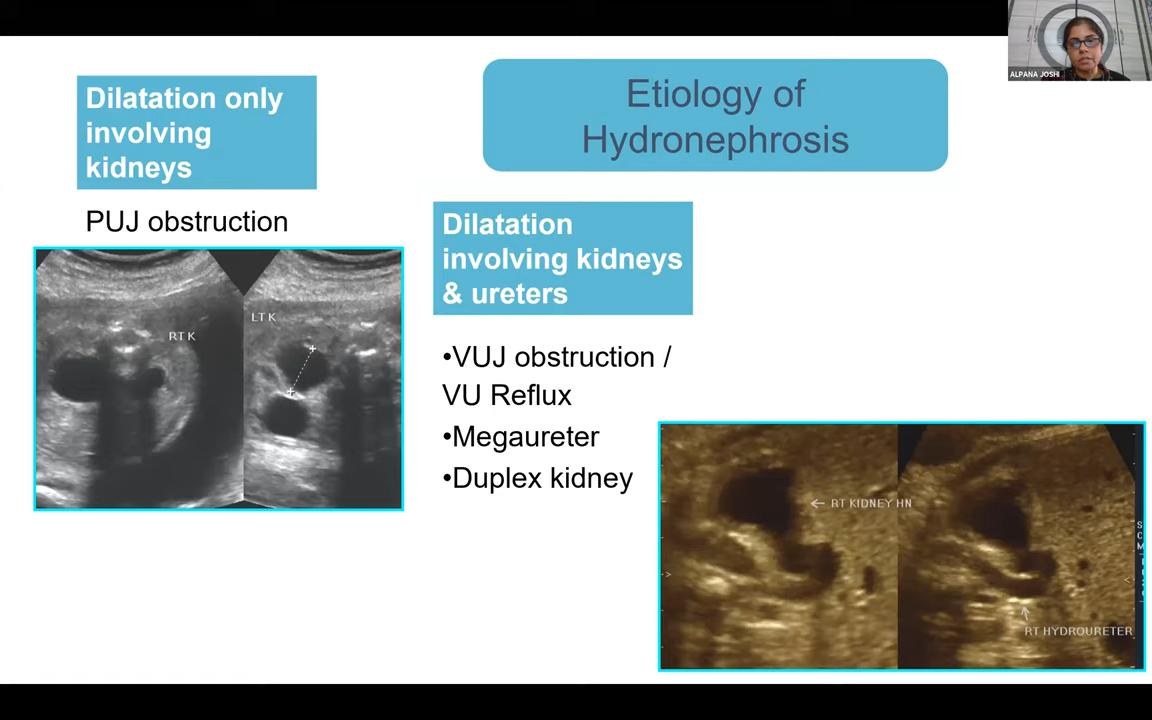 ALPANA JOSHI
Etiology of
Hydronephrosis
Dilatation only
involving
kidneys
PUJ obstruction
RT K
LT K
Dilatation
involving kidneys
& ureters
•VUJ obstruction /
VU Reflux
•Megaureter
•Duplex kidney
RT KIDNEY HN
RT HYDROURETER